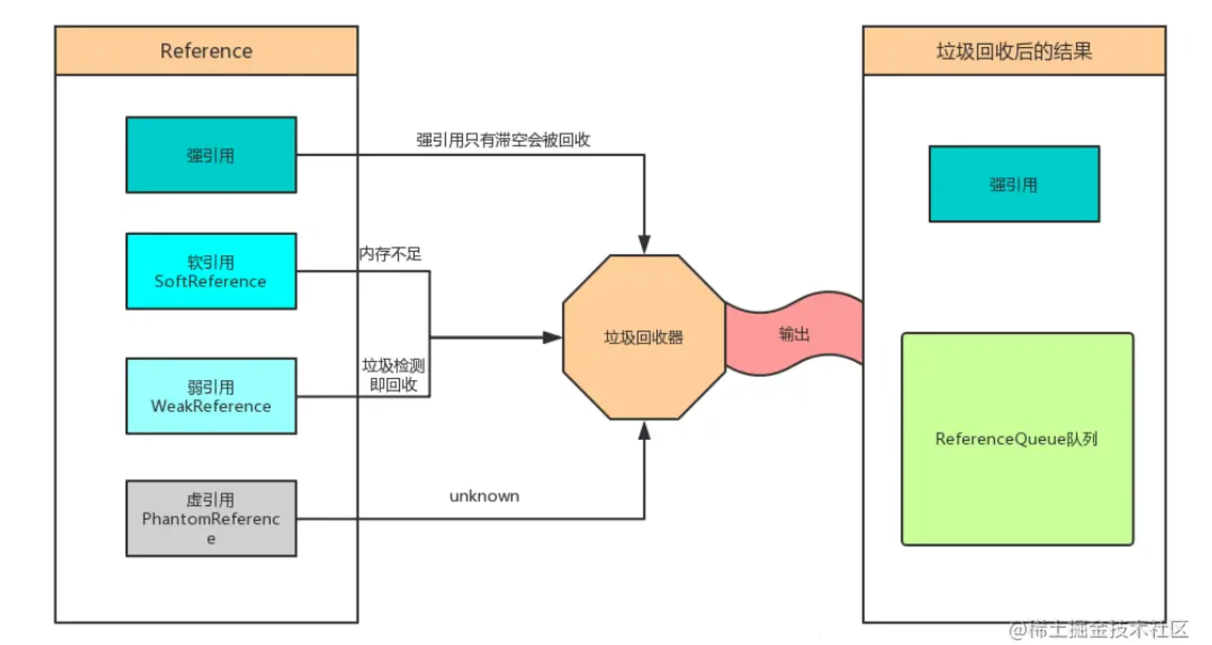 Reference
强引用
软引用
SoftReference
弱引用
WeakReference
虚引用
PhantomReferenc
e
强引用只有滞空会被回收
内存不足
垃圾检测
即回收
unknown
垃圾回收器
输出
垃圾回收后的结果
强引用
ReferenceQueue队列
@稀土掘金技术社区